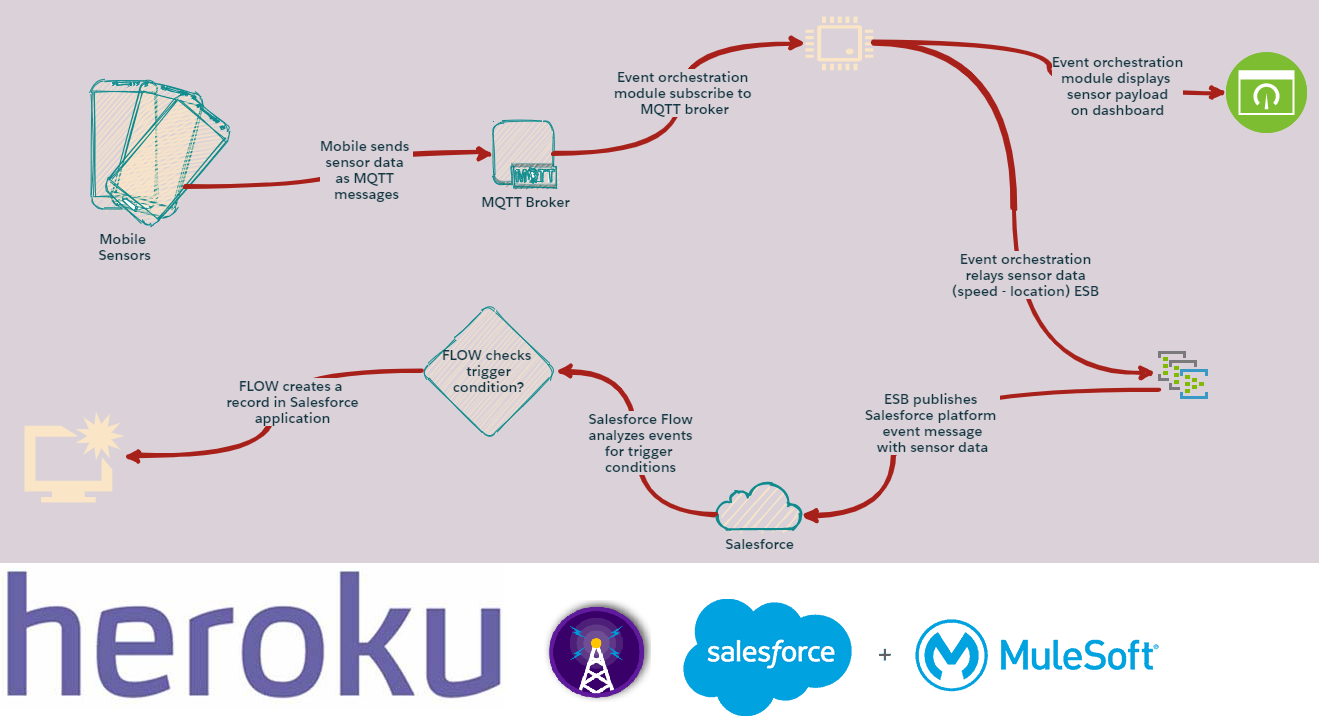 Mobile
Sensors
Mobile sends
sensor data
as MQTT
messages
MQTT
MQTT Broker
Event orchestration
module subscribe to
MQTT broker
Event orchestration
module displays
sensor payload
on dashboard
Event orchestration
relays sensor data
(speed - location) ESB
ESB publishes
Salesforce platform
event message
with sensor data
Salesforce
Salesforce Flow
analyzes events
for trigger
conditions
FLOW checks
trigger
condition?
FLOW creates a
record in Salesforce
application
heroku
salesforce
+
MuleSoft®